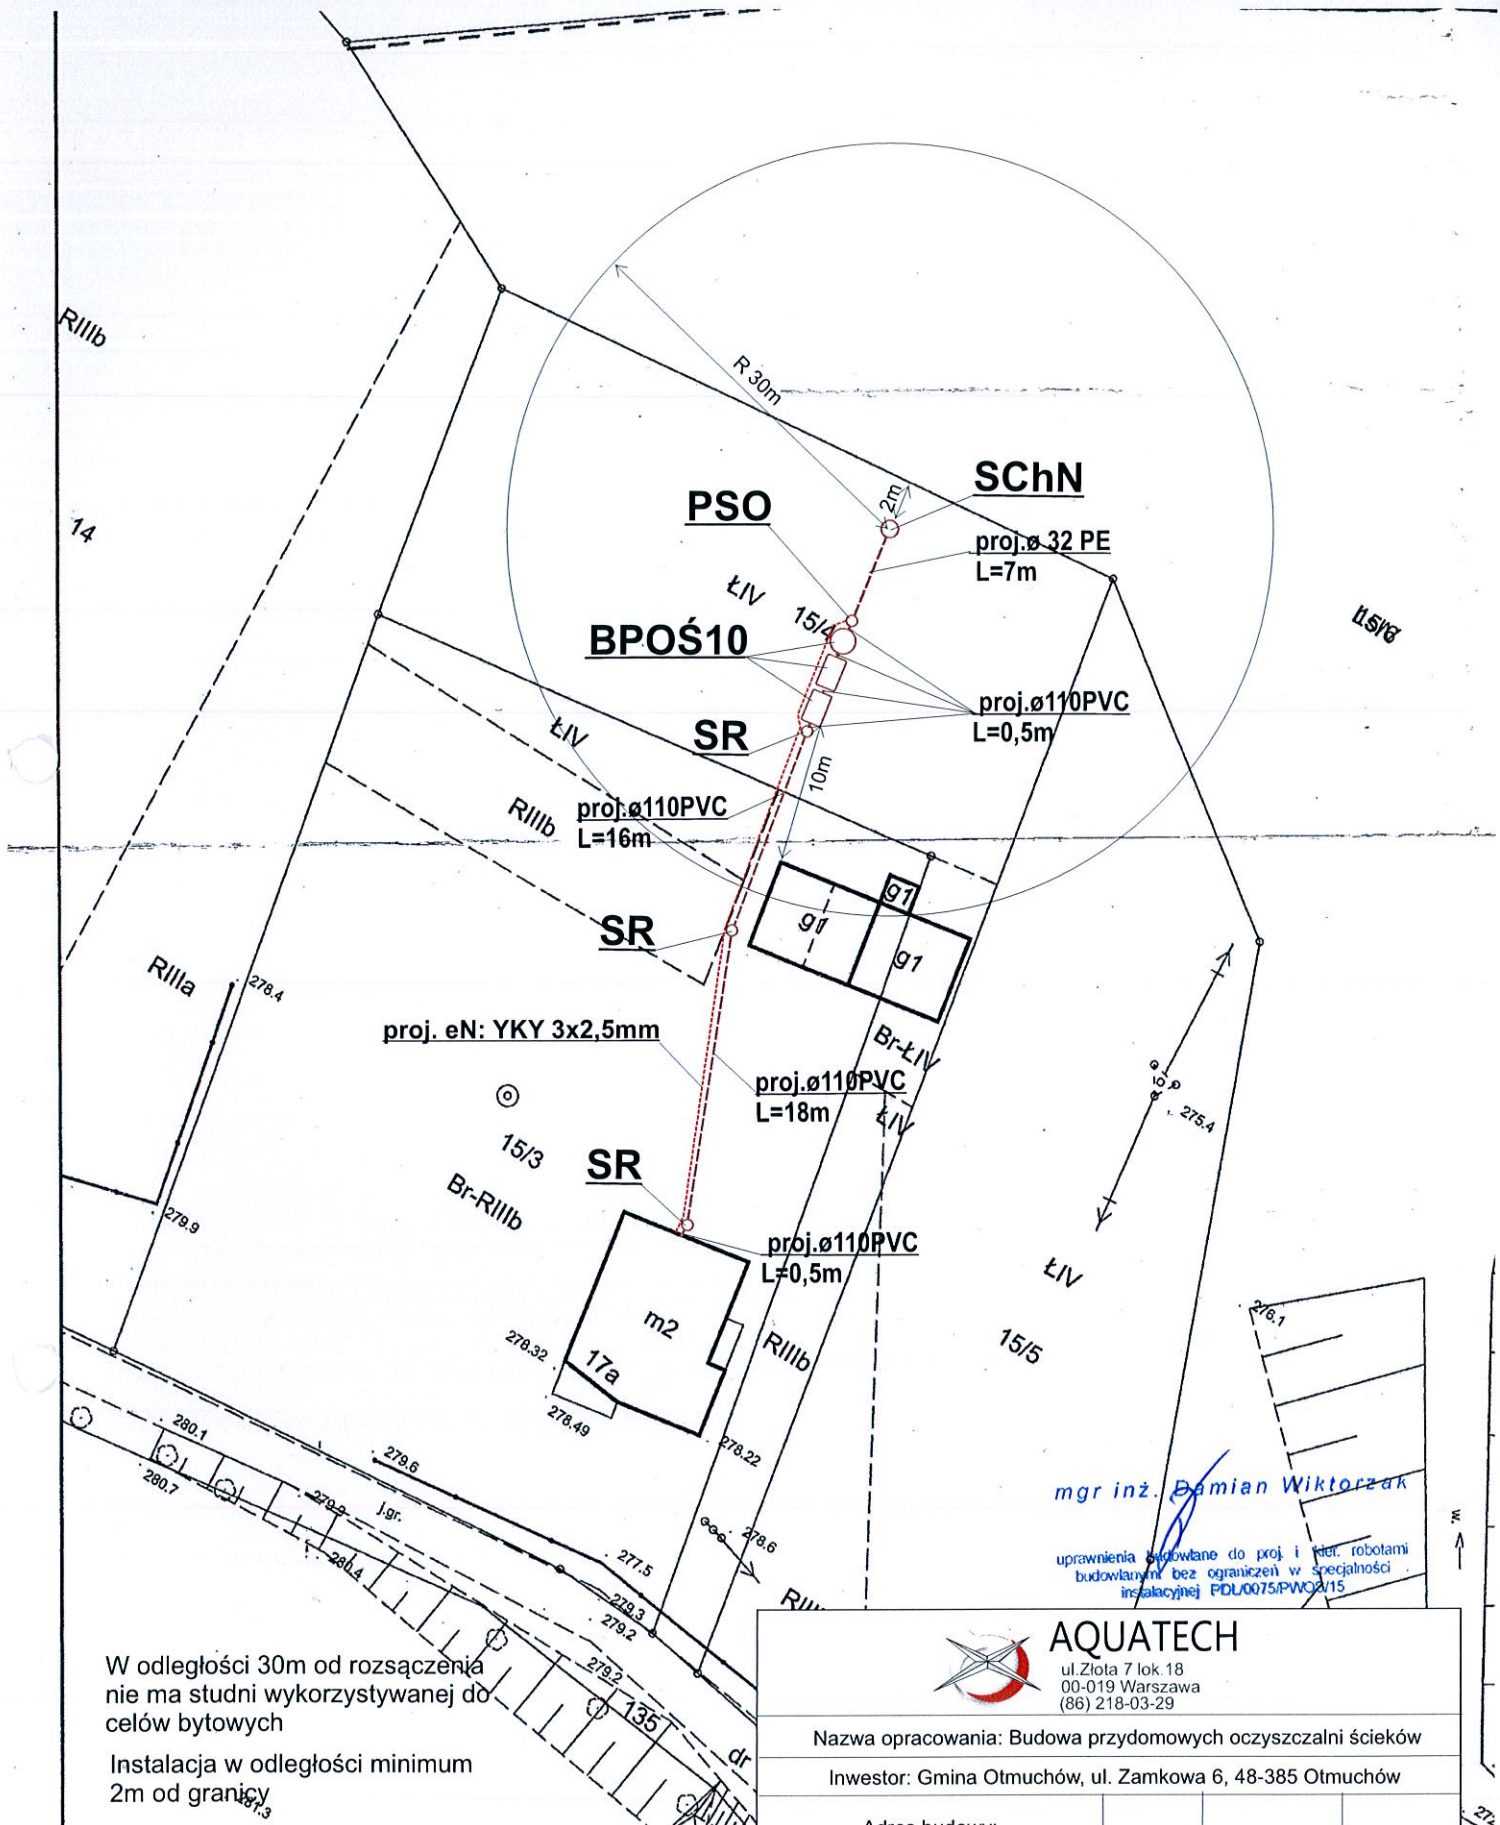 RIIIb
R 30m
SChN
2m
PSO
proj.ø 32 PE
L=7m
14
ŁIV
15/4
BPOŚ10
proj.ø110PVC
L=0,5m
ŁIV
SR
10m
RIIIb
proj.ø110PVC
L=16m
g1
g1
g1
SR
RIIIa
278.4
proj. eN: YKY 3x2,5mm
Br-ŁIV
proj.ø110PVC
L=18m
ŁIV
275.4
15/3
SR
Br-RIIIb
279.9
proj.ø110PVC
L=0,5m
ŁIV
276.1
m2
278.32
17a
RIIIb
15/5
278.49
278.22
280.1
279.6
280.7
j.gr.
278.6
280.4
277.5
279.3
279.2
279.2
135
dr
mgr inż. Damian Wiktorzak
uprawnienia budowlane do proj. i kier. robotami
budowlanymi bez ograniczeń w specjalności
instalacyjnej
w.
W odległości 30m od rozsączenia
nie ma studni wykorzystywanej do
celów bytowych
Instalacja w odległości minimum
2m od granicy
AQUATECH
ul.Złota 7 lok.18
00-019 Warszawa
(86) 218-03-29
Nazwa opracowania: Budowa przydomowych oczyszczalni ścieków
Inwestor: Gmina Otmuchów, ul. Zamkowa 6, 48-385 Otmuchów